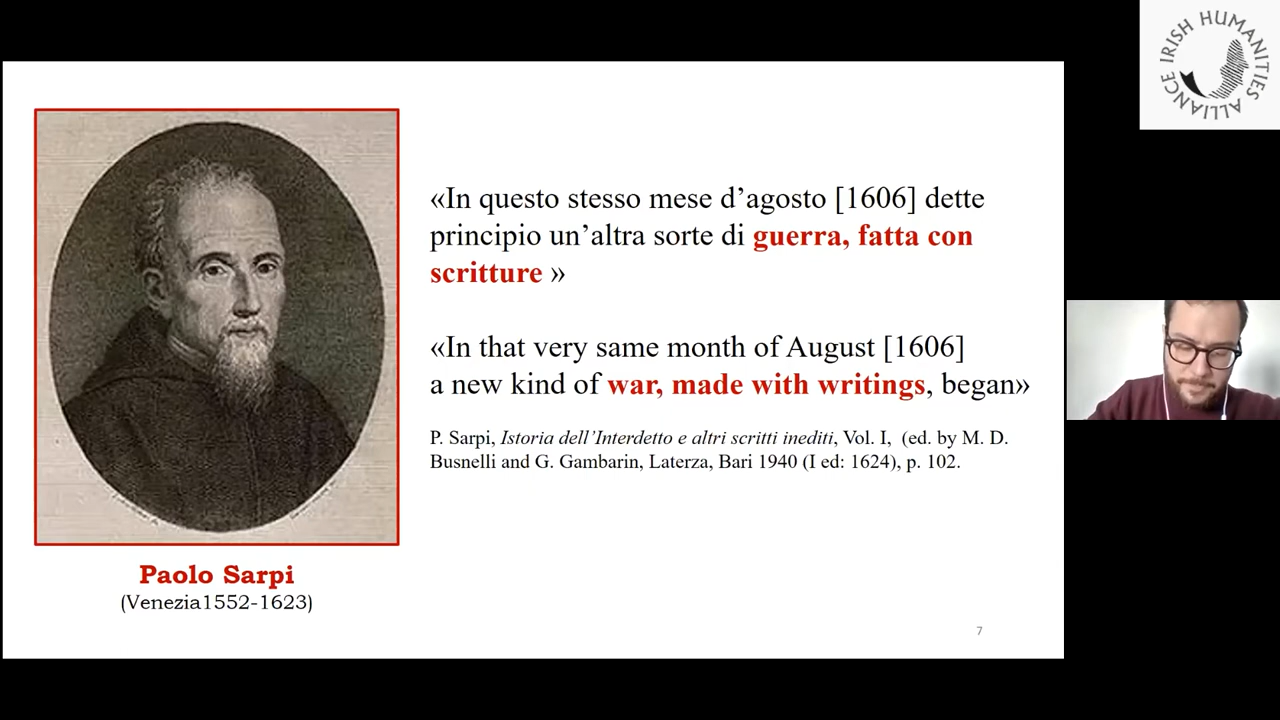 IRISH HUMANITIES ALLIANCE
«In questo stesso mese d’agosto [1606] dette
principio un’altra sorte di guerra, fatta con
scritture »
«In that very same month of August [1606]
a new kind of war, made with writings, began»
P. Sarpi, Istoria dell’Interdetto e altri scritti inediti, Vol. I, (ed. by M. D.
Busnelli and G. Gambarin, Laterza, Bari 1940 (I ed: 1624), p. 102.
Paolo Sarpi
(Venezia1552-1623)
7